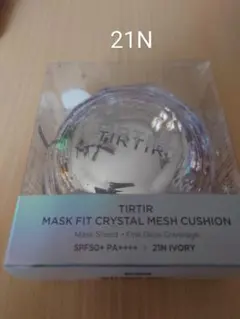 21N
TIRTIR
TIRTIR
MASK FIT CRYSTAL MESH CUSHION
SPF50+ PA++++ | 21N IVORY